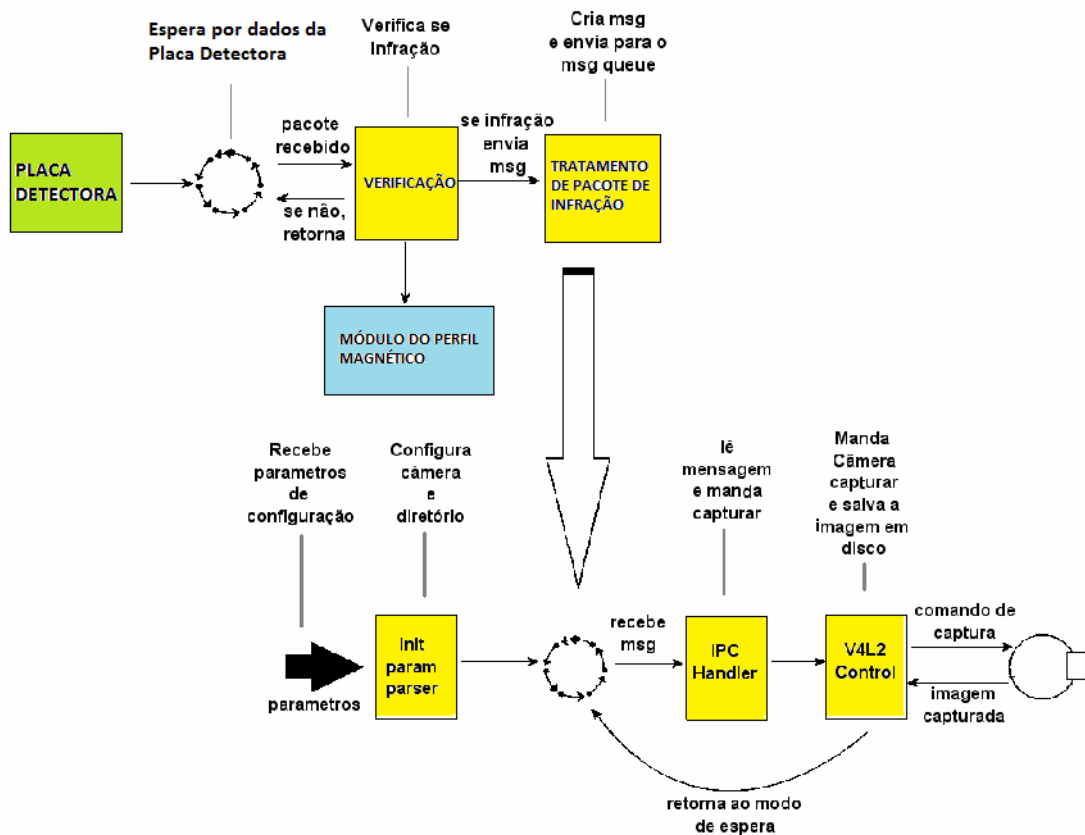 Espera por dados da
Placa Detectora
Verifica se
Infração
Cria msg
e envia para o
msg queue
PLACA
DETECTORA
pacote
recebido
se não,
retorna
VERIFICAÇÃO
se infração
envia
msg
TRATAMENTO
DE PACOTE DE
INFRAÇÃO
MÓDULO DO PERFIL
MAGNÉTICO
Recebe
parametros
de
configuração
Configura
câmera
e
diretório
lê
mensagem
e manda
capturar
Manda
Câmera
capturar
e salva a
imagem em
disco
parametros
Init
param
parser
recebe
msg
IPC
Handler
V4L2
Control
comando de
captura
imagem
capturada
retorna ao modo
de espera